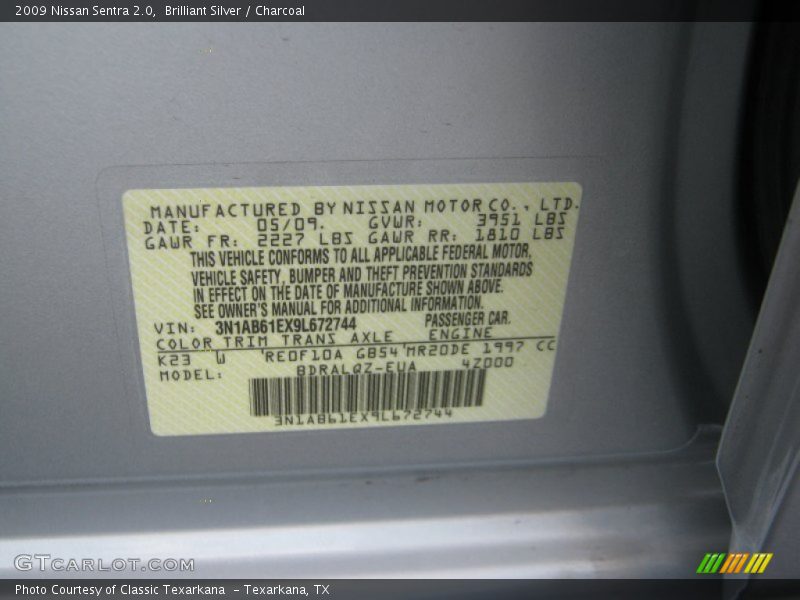 2009 Nissan Sentra 2.0,  Brilliant Silver / Charcoal
MANUFACTURED BY NISSAN MOTOR CO., LTD.
DATE: 05/09. GVWR: 3951 LBS
GAWR FR: 2227 LBS GAWR RR: 1810 LBS
THIS VEHICLE CONFORMS TO ALL APPLICABLE FEDERAL MOTOR
VEHICLE SAFETY, BUMPER AND THEFT PREVENTION STANDARDS
IN EFFECT ON THE DATE OF MANUFACTURE SHOWN ABOVE.
SEE OWNER'S MANUAL FOR ADDITIONAL INFORMATION.
VIN: 3N1AB61EX9L672744 PASSENGER CAR.
COLOR TRIM TRANS AXLE ENGINE
K23 W RE0F10A GB54 MR20DE 1997 CC
MODEL: BDRALQZ-EUA 4Z000
3N1AB61EX9L672744
GTCARLOT.COM
Photo Courtesy of Classic Texarkana  - Texarkana, TX